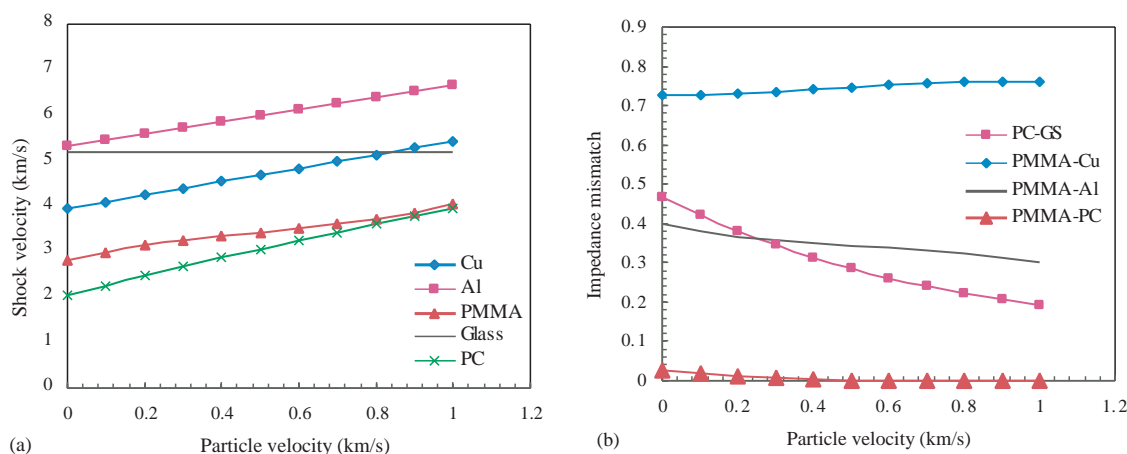 8
7
6
5
4
3
2
1
0
0
0.2
0.4
0.6
0.8
1
1.2
Shock velocity (km/s)
Particle velocity (km/s)
Cu
Al
PMMA
Glass
PC
(a)
0.9
0.8
0.7
0.6
0.5
0.4
0.3
0.2
0.1
0
0
0.2
0.4
0.6
0.8
1
1.2
Impedance mismatch
Particle velocity (km/s)
PC-GS
PMMA-Cu
PMMA-Al
PMMA-PC
(b)